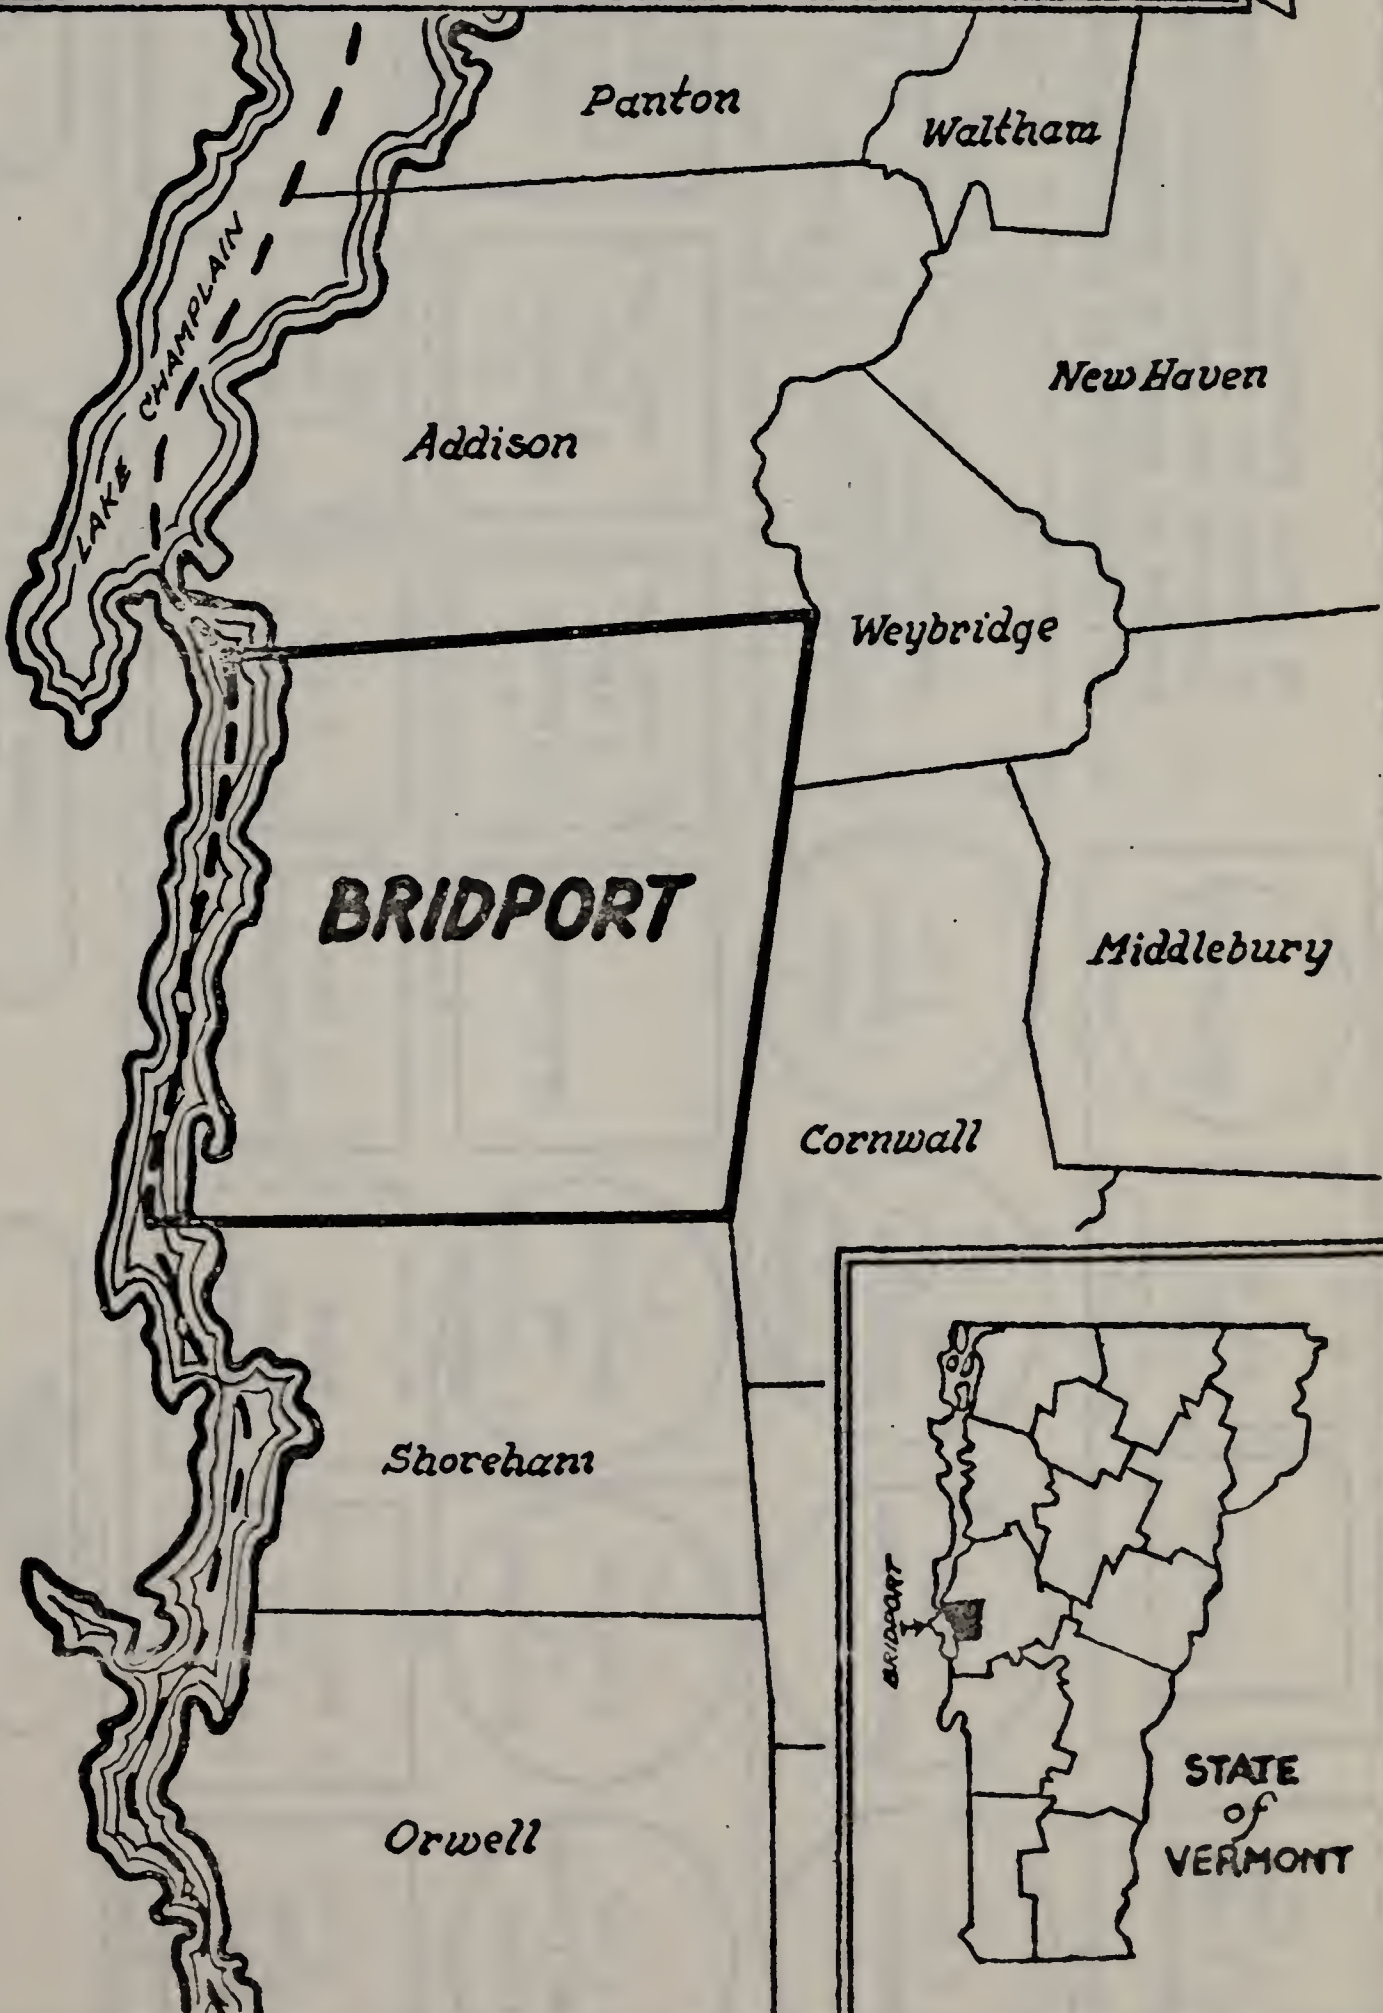 Panton
Waltham
LAKE CHAMPLAIN
New Haven
Addison
Weybridge
BRIDPORT
Middlebury
Cornwall
Shoreham
BRIDPORT
STATE
of
VERMONT
Orwell